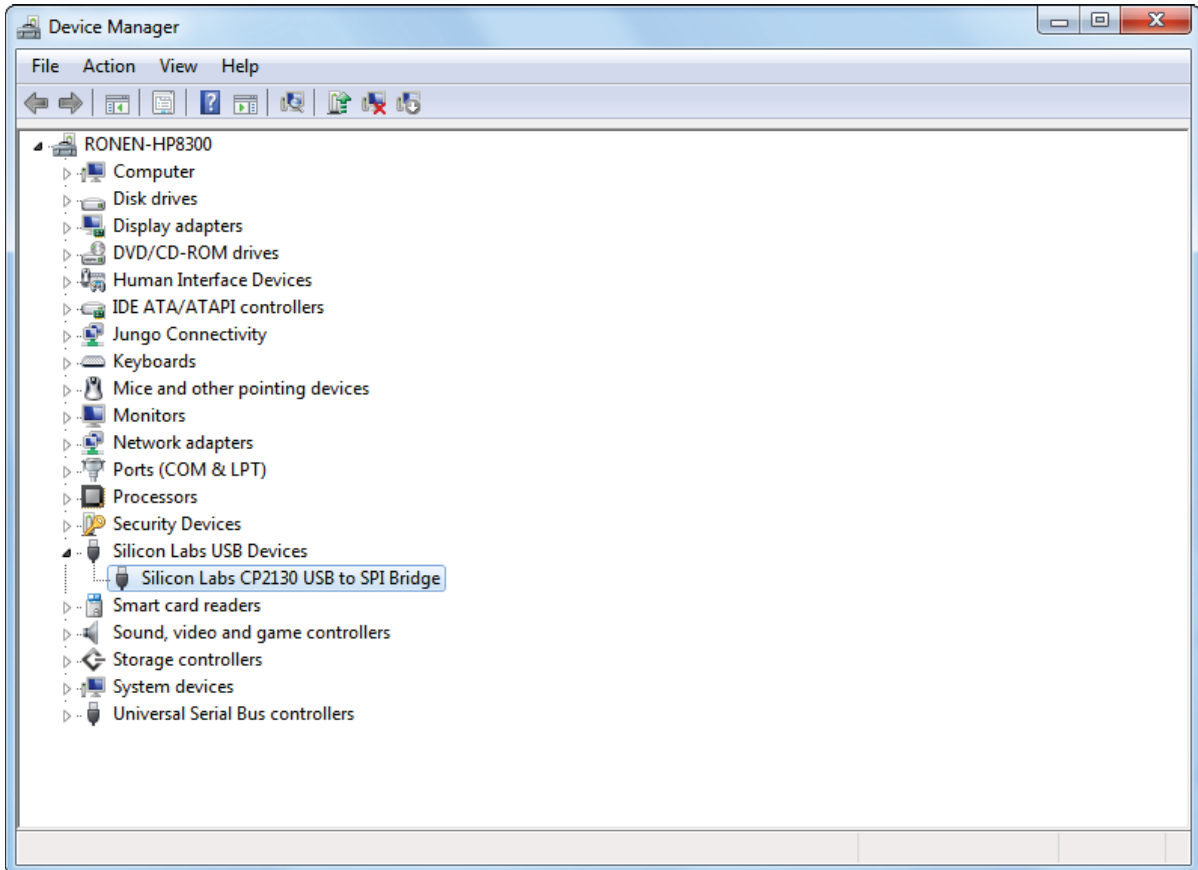 Device Manager
File Action View Help
RONEN-HP8300
Computer
Disk drives
Display adapters
DVD/CD-ROM drives
Human Interface Devices
IDE ATA/ATAPI controllers
Jungo Connectivity
Keyboards
Mice and other pointing devices
Monitors
Network adapters
Ports (COM & LPT)
Processors
Security Devices
Silicon Labs USB Devices
Silicon Labs CP2130 USB to SPI Bridge
Smart card readers
Sound, video and game controllers
Storage controllers
System devices
Universal Serial Bus controllers